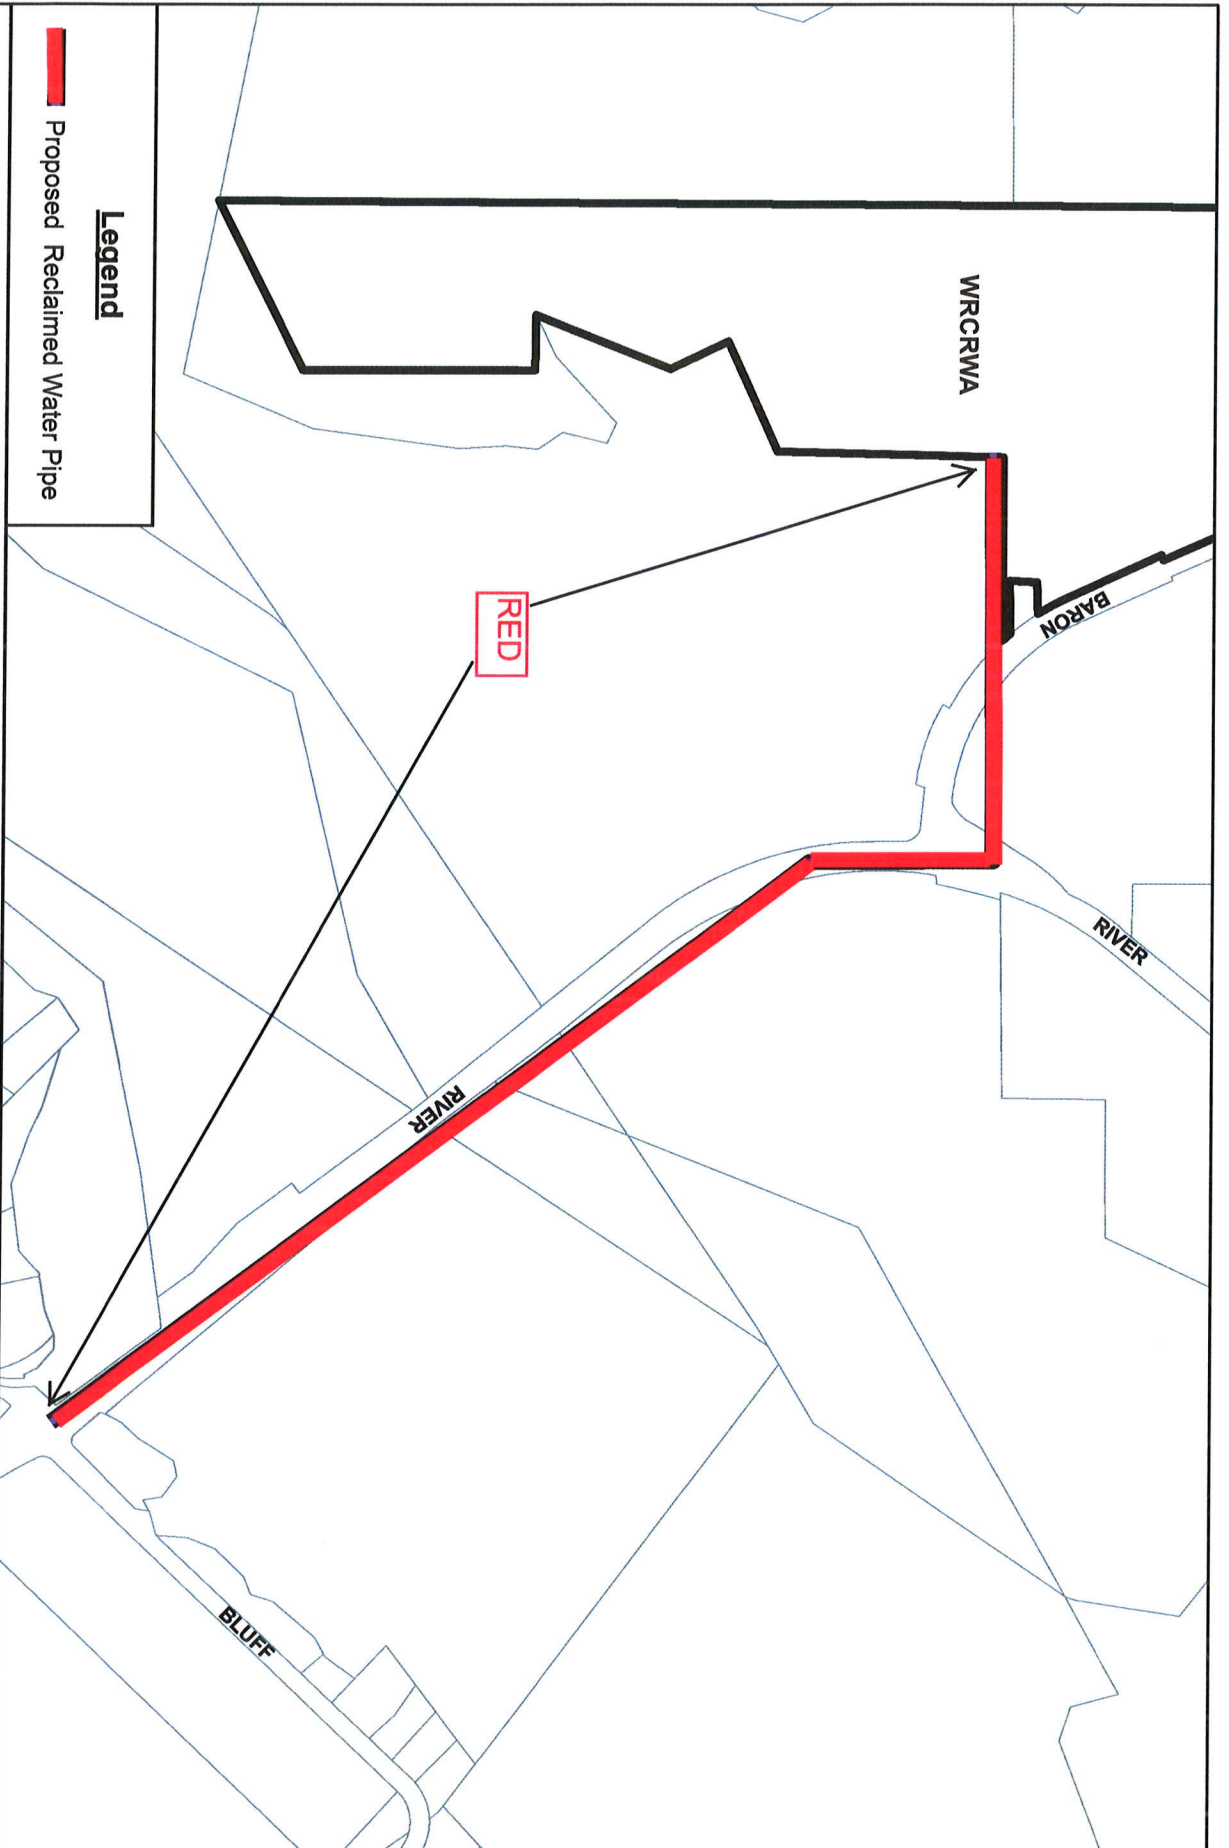 WRCRWA
BARON
RIVER
RED
RIVER
BLUFF
Legend
Proposed Reclaimed Water Pipe